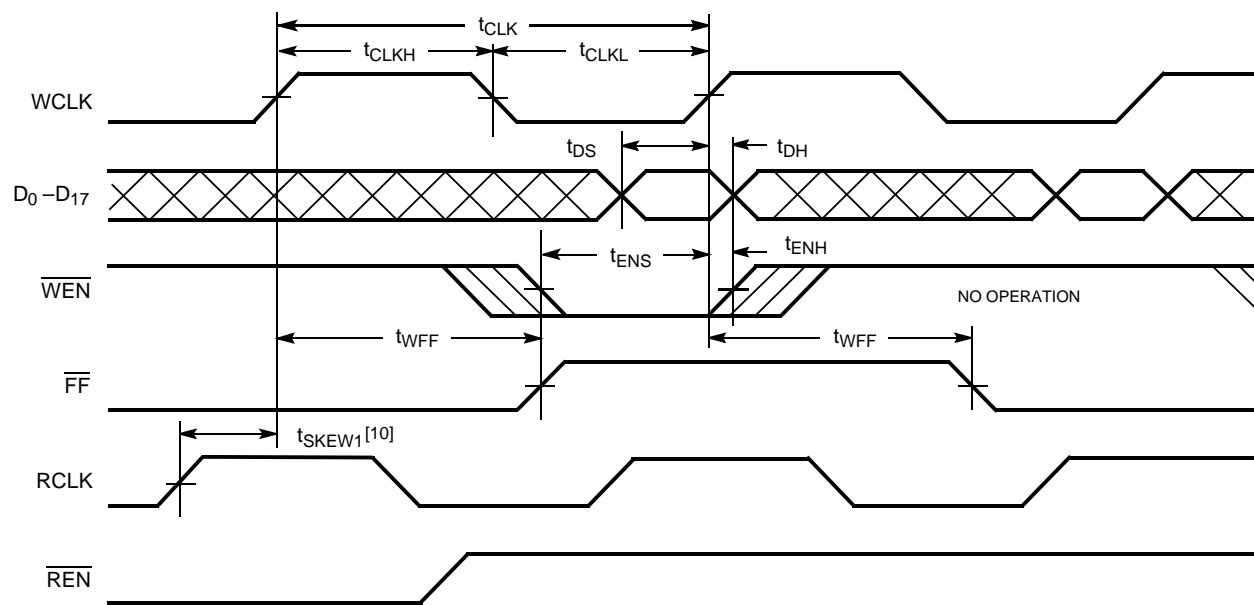 tCLK
tCLKH
tCLKL
WCLK
tDS
tDH
D0 –D17
tENS
tENH
WEN
NO OPERATION
tWFF
tWFF
FF
tSKEW1[10]
RCLK
REN